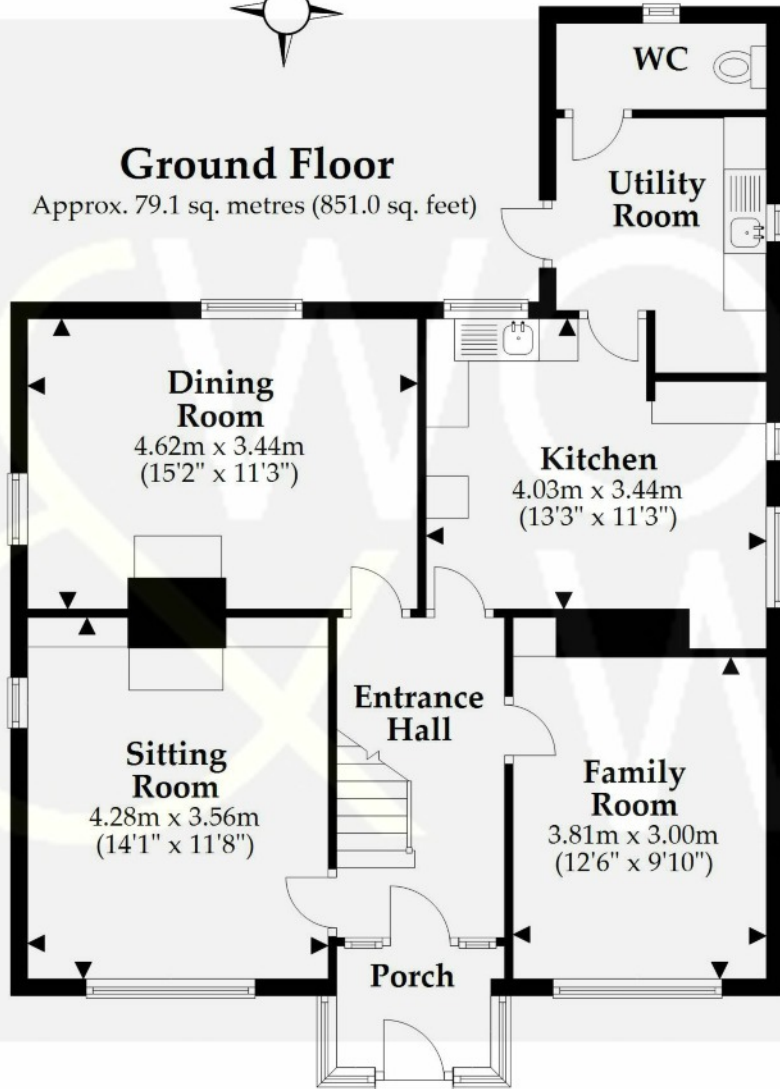 Ground Floor
Approx. 79.1 sq. metres (851.0 sq. feet)
WC
Utility
Room
Dining
Room
4.62m x 3.44m
(15'2" x 11'3")
Kitchen
4.03m x 3.44m
(13'3" x 11'3")
Entrance
Hall
Sitting
Room
4.28m x 3.56m
(14'1" x 11'8")
Family
Room
3.81m x 3.00m
(12'6" x 9'10")
Porch